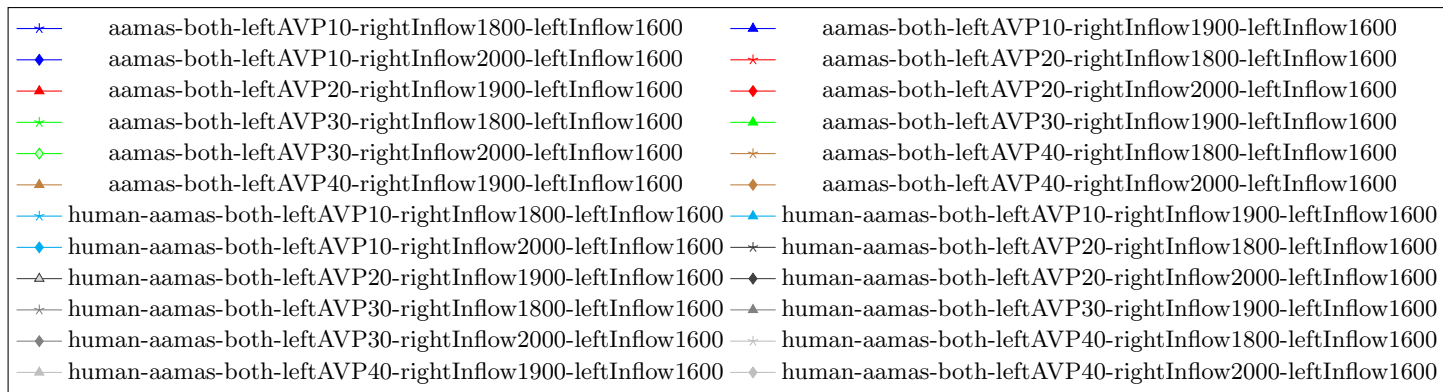 aamas-both-leftAVP10-rightInflow1800-leftInflow1600 aamas-both-leftAVP10-rightInflow1900-leftInflow1600
aamas-both-leftAVP10-rightInflow2000-leftInflow1600 aamas-both-leftAVP20-rightInflow1800-leftInflow1600
aamas-both-leftAVP20-rightInflow1900-leftInflow1600 aamas-both-leftAVP20-rightInflow2000-leftInflow1600
aamas-both-leftAVP30-rightInflow1800-leftInflow1600 aamas-both-leftAVP30-rightInflow1900-leftInflow1600
aamas-both-leftAVP30-rightInflow2000-leftInflow1600 aamas-both-leftAVP40-rightInflow1800-leftInflow1600
aamas-both-leftAVP40-rightInflow1900-leftInflow1600 aamas-both-leftAVP40-rightInflow2000-leftInflow1600
human-aamas-both-leftAVP10-rightInflow1800-leftInflow1600 human-aamas-both-leftAVP10-rightInflow1900-leftInflow1600
human-aamas-both-leftAVP10-rightInflow2000-leftInflow1600 human-aamas-both-leftAVP20-rightInflow1800-leftInflow1600
human-aamas-both-leftAVP20-rightInflow1900-leftInflow1600 human-aamas-both-leftAVP20-rightInflow2000-leftInflow1600
human-aamas-both-leftAVP30-rightInflow1800-leftInflow1600 human-aamas-both-leftAVP30-rightInflow1900-leftInflow1600
human-aamas-both-leftAVP30-rightInflow2000-leftInflow1600 human-aamas-both-leftAVP40-rightInflow1800-leftInflow1600
human-aamas-both-leftAVP40-rightInflow1900-leftInflow1600 human-aamas-both-leftAVP40-rightInflow2000-leftInflow1600